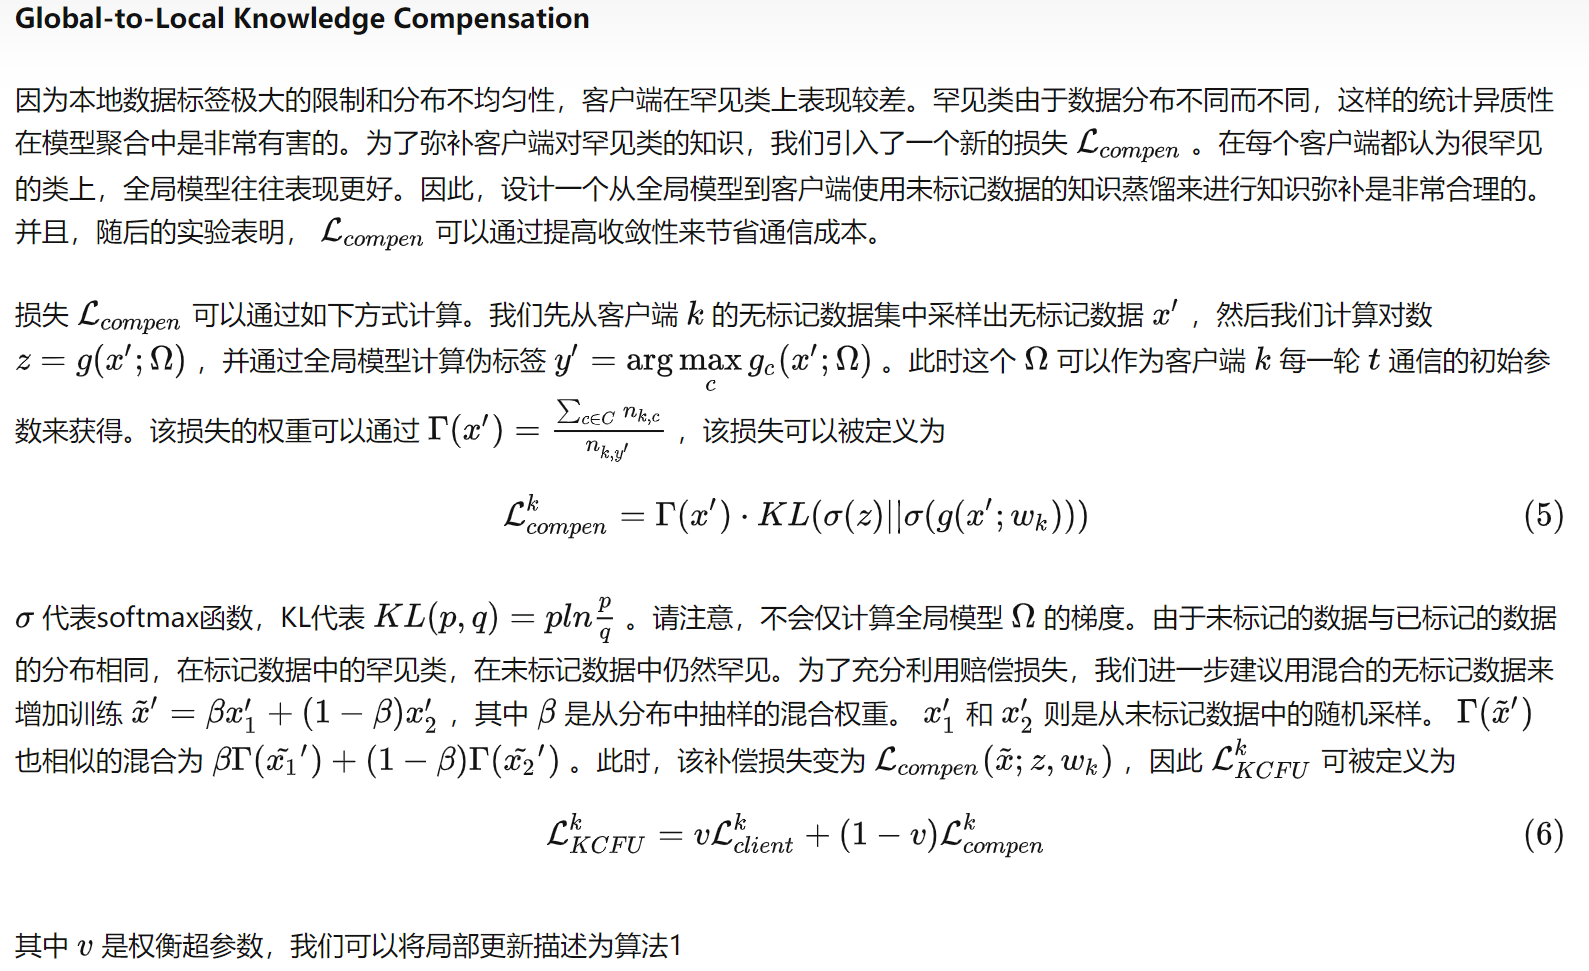 Global-to-Local Knowledge Compensation
因为本地数据标签极大的限制和分布不均匀性，客户端在罕见类上表现较差。罕见类由于数据分布不同而不同，这样的统计异质性
在模型聚合中是非常有害的。为了弥补客户端对罕见类的知识，我们引入了一个新的损失 $\mathcal{L}_{compen}$ 。在每个客户端都认为很罕见
的类上，全局模型往往表现更好。因此，设计一个从全局模型到客户端使用未标记数据的知识蒸馏来进行知识弥补是非常合理的。
并且，随后的实验表明， $\mathcal{L}_{compen}$ 可以通过提高收敛性来节省通信成本。
损失 $\mathcal{L}_{compen}$ 可以通过如下方式计算。我们先从客户端 $k$ 的无标记数据集中采样出无标记数据 $x'$ ，然后我们计算对数
$z = g(x';\Omega)$ ，并通过全局模型计算伪标签 $y' = \arg\max_c g_c(x';\Omega)$ 。此时这个 $\Omega$ 可以作为客户端 $k$ 每一轮 $t$ 通信的初始参
数来获得。该损失的权重可以通过 $\Gamma(x') = \frac{\sum_{c \in C} n_{k,c}}{n_{k,y'}}$ ，该损失可以被定义为
$\mathcal{L}^k_{compen} = \Gamma(x') \cdot KL(\sigma(z)||\sigma(g(x';w_k)))$ (5)
$\sigma$ 代表softmax函数，KL代表 $KL(p,q) = pln\frac{p}{q}$ 。请注意，不会仅计算全局模型 $\Omega$ 的梯度。由于未标记的数据与已标记的数据
的分布相同，在标记数据中的罕见类，在未标记数据中仍然罕见。为了充分利用赔偿损失，我们进一步建议用混合的无标记数据来
增加训练 $\tilde{x}' = \beta x'_1 + (1-\beta)x'_2$ ，其中 $\beta$ 是从分布中抽样的混合权重。 $x'_1$ 和 $x'_2$ 则是从未标记数据中的随机采样。 $\Gamma(\tilde{x}')$
也相似的混合为 $\beta\Gamma(\tilde{x_1}') + (1-\beta)\Gamma(\tilde{x_2}')$ 。此时，该补偿损失变为 $\mathcal{L}_{compen}(\tilde{x};z,w_k)$ ，因此 $\mathcal{L}^k_{KCFU}$ 可被定义为
$\mathcal{L}^k_{KCFU} = v\mathcal{L}^k_{client} + (1-v)\mathcal{L}^k_{compen}$ (6)
其中 $v$ 是权衡超参数，我们可以将局部更新描述为算法1